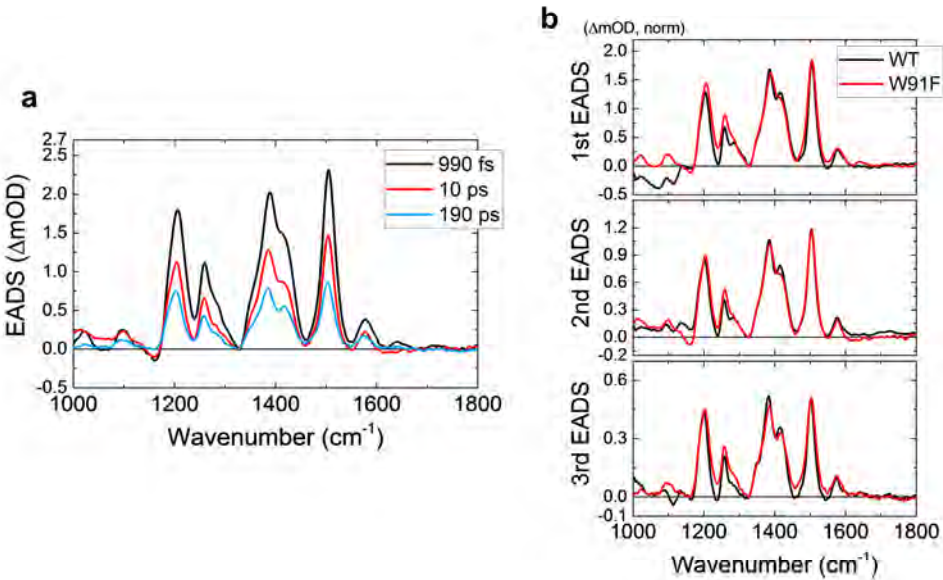 a
EADS (ΔmOD)
2.7
2.5
2.0
1.5
1.0
0.5
0.0
-0.5
1000 1200 1400 1600 1800
Wavenumber (cm⁻¹)
990 fs
10 ps
190 ps
b
(ΔmOD, norm)
WT
W91F
1st EADS
2.0
1.5
1.0
0.5
0.0
-0.5
2nd EADS
1.2
0.9
0.6
0.3
0.0
-0.2
3rd EADS
0.6
0.3
0.0
-0.1
1000 1200 1400 1600 1800
Wavenumber (cm⁻¹)